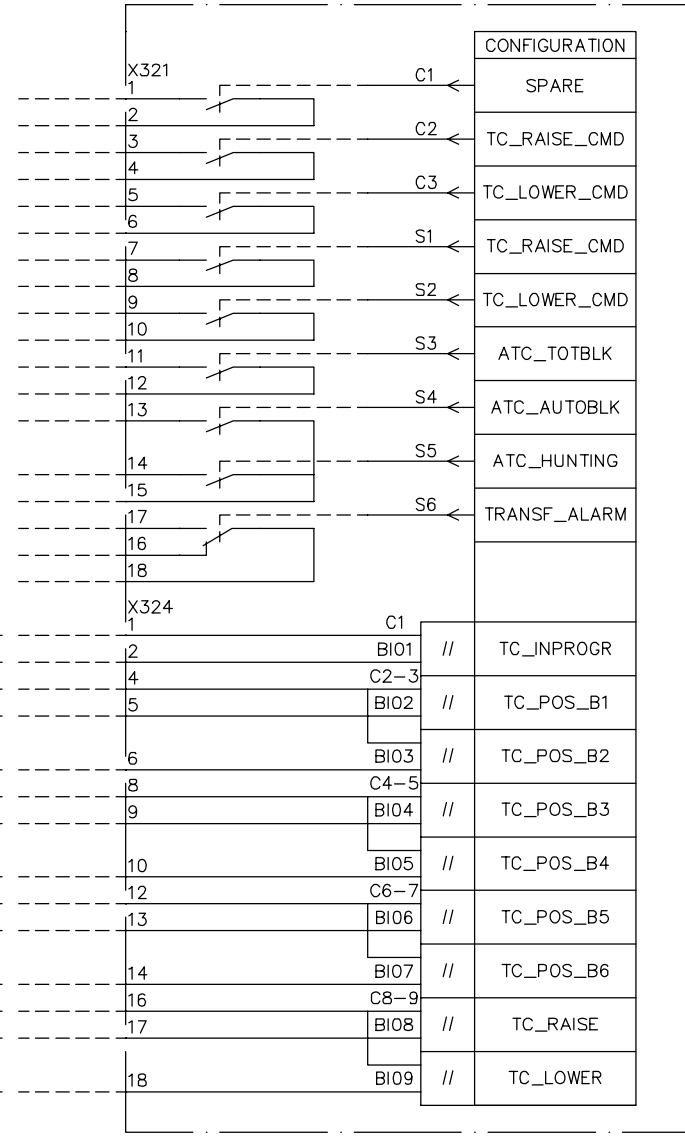 CONFIGURATION
X321
1
C1
SPARE
2
3
C2
TC_RAISE_CMD
4
5
C3
TC_LOWER_CMD
6
7
S1
TC_RAISE_CMD
8
9
S2
TC_LOWER_CMD
10
11
S3
ATC_TOTBLK
12
13
S4
ATC_AUTOBLK
14
S5
ATC_HUNTING
15
17
S6
TRANSF_ALARM
16
18
X324
1
C1
2
BI01
//
TC_INPROGR
4
C2-3
5
BI02
//
TC_POS_B1
6
BI03
//
TC_POS_B2
8
C4-5
9
BI04
//
TC_POS_B3
10
BI05
//
TC_POS_B4
12
C6-7
13
BI06
//
TC_POS_B5
14
BI07
//
TC_POS_B6
16
C8-9
17
BI08
//
TC_RAISE
18
BI09
//
TC_LOWER